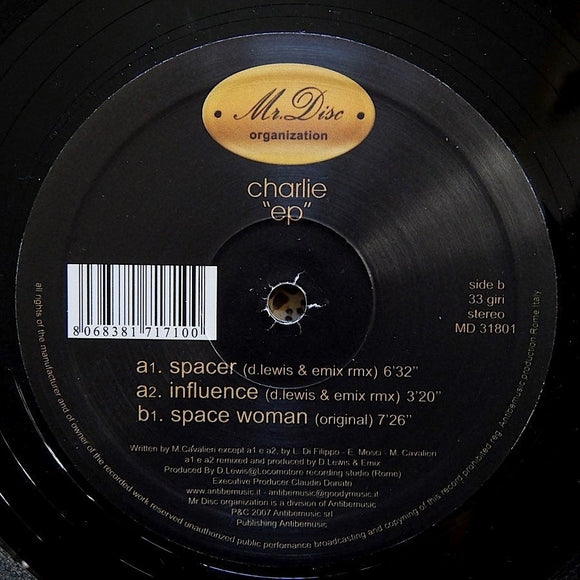 Mr. Disc
organization
charlie
"ep"
side b
33 giri
stereo
MD 31801
8 068381 717100
a1. spacer (d.lewis & emix rmx) 6'32"
a2. influence (d.lewis & emix rmx) 3'20"
b1. space woman (original) 7'26"
Written by M.Cavalieri except a1 e a2, by L. Di Filippo - E. Mosci - M. Cavalieri
a1 e a2 remixed and produced by D.Lewis & Emix
Produced By D.Lewis@Locomotore recording studio (Rome)
Executive Producer Claudio Donato
www.antibemusic.it - antibemusic@goodymusic.it
Mr Disc organization is a division of Antibemusic
P&C 2007 Antibemusic srl
Publishing Antibemusic
all rights of the manufacturer and of owner of the recorded work reserved unauthorized public perfomance broadcasting and copying of this record prohibited reg. Antibemusic production Rome Italy